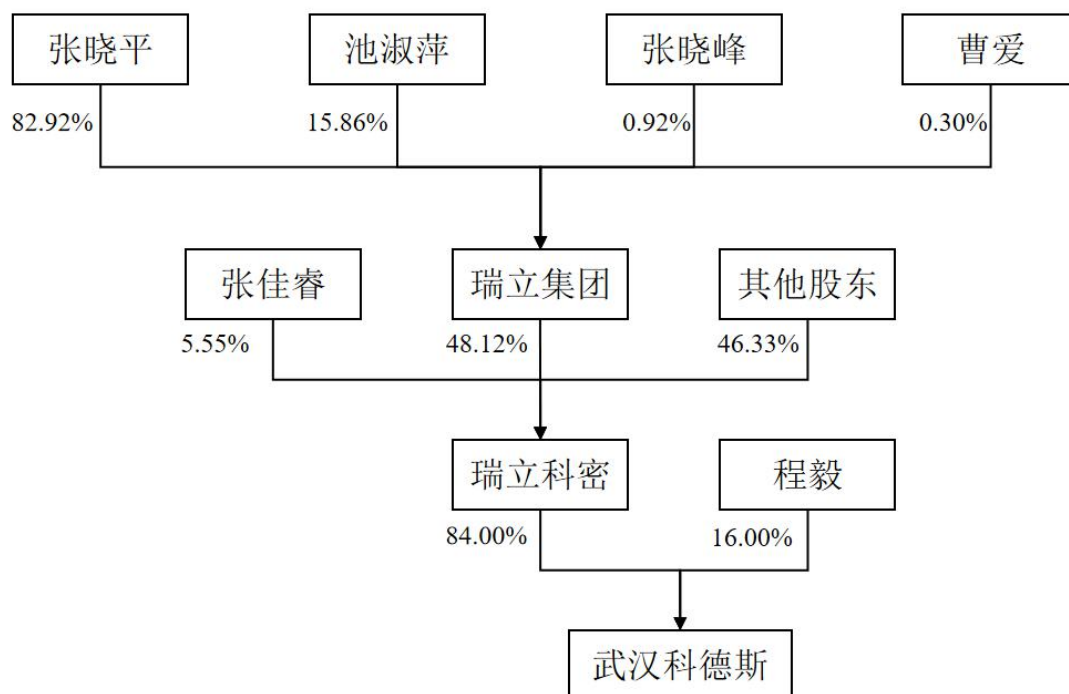 张晓平 池淑萍 张晓峰 曹爱
82.92% 15.86% 0.92% 0.30%
张佳睿 瑞立集团 其他股东
5.55% 48.12% 46.33%
瑞立科密 程毅
84.00% 16.00%
武汉科德斯